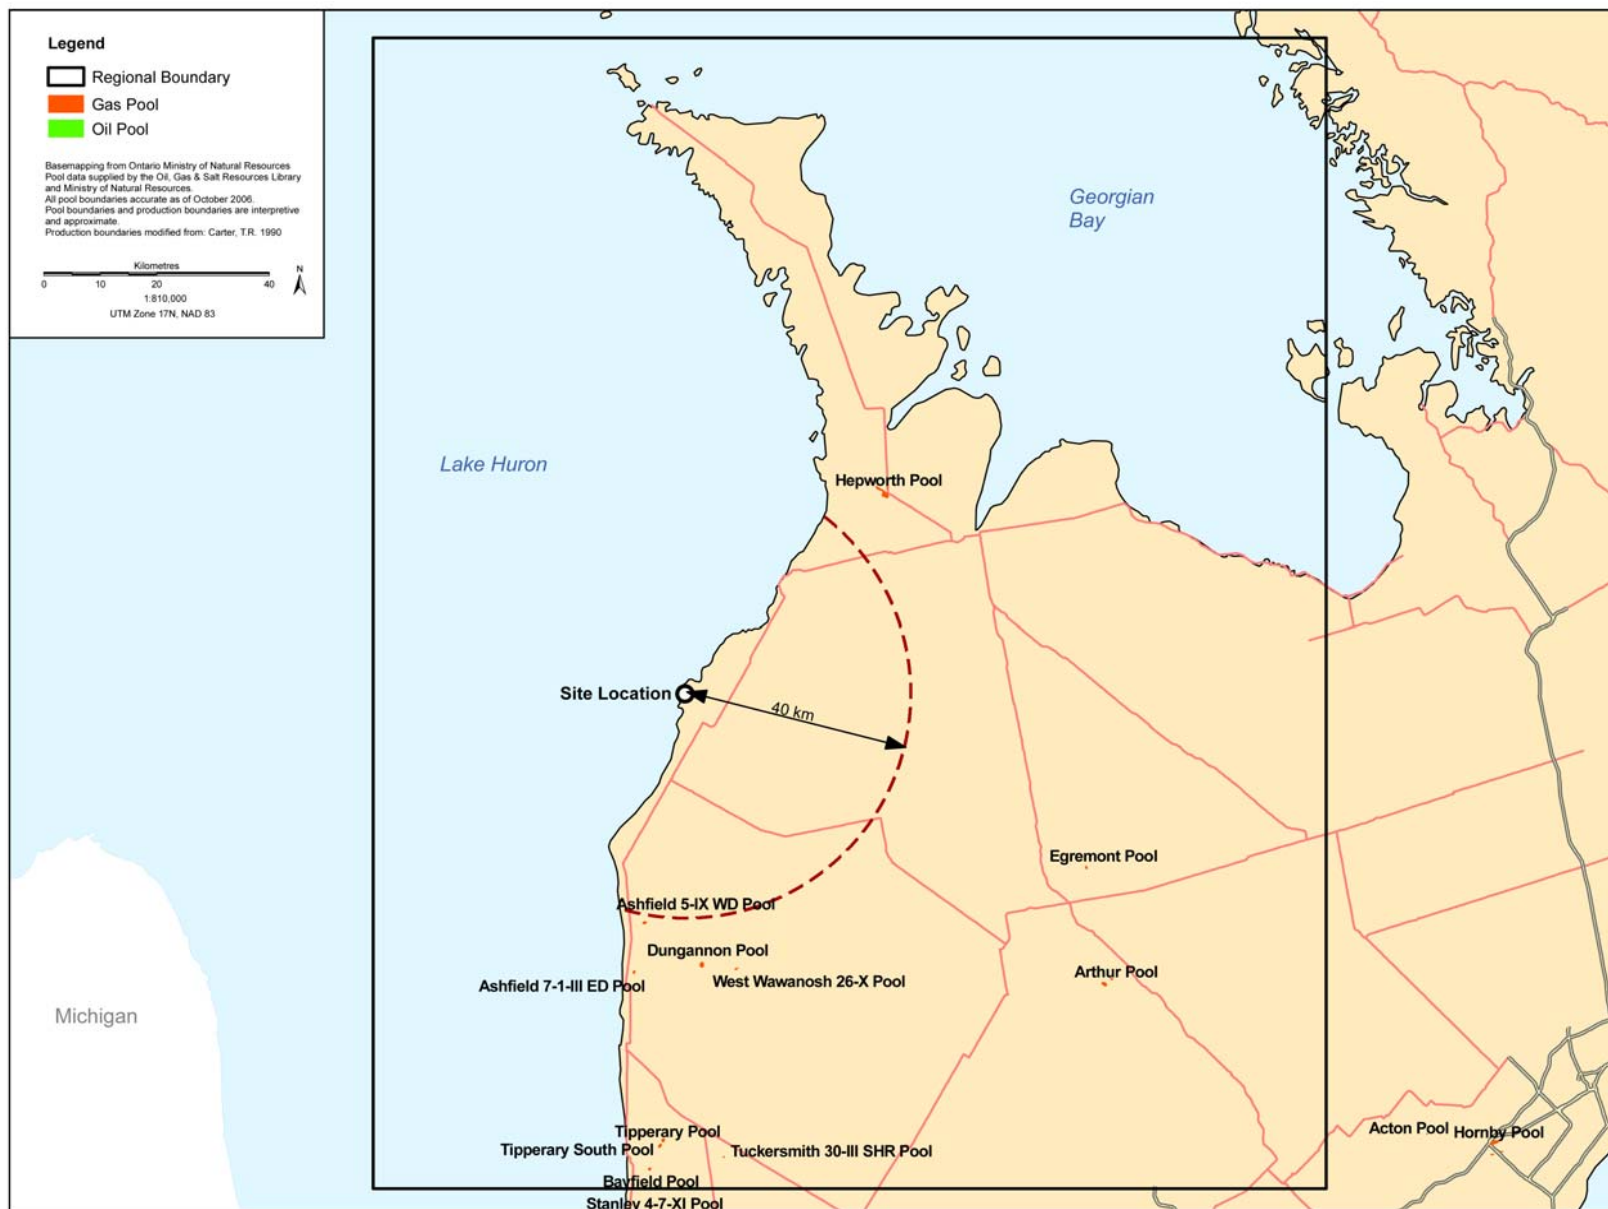 Legend
Regional Boundary
Gas Pool
Oil Pool
Basemapping from Ontario Ministry of Natural Resources
Pool data supplied by the Oil, Gas & Salt Resources Library
and Ministry of Natural Resources.
All pool boundaries accurate as of October 2006.
Pool boundaries and production boundaries are interpretive
and approximate.
Production boundaries modified from: Carter, T.R. 1990
Kilometres
N
0 10 20 40
1:810,000
UTM Zone 17N, NAD 83
Georgian
Bay
Lake Huron
Hepworth Pool
Site Location
40 km
Egremont Pool
Ashfield 5-IX WD Pool
Dungannon Pool
Arthur Pool
West Wawanosh 26-X Pool
Ashfield 7-1-III ED Pool
Michigan
Acton Pool
Hornby Pool
Tipperary Pool
Tipperary South Pool
Tuckersmith 30-III SHR Pool
Bayfield Pool
Stanley 4-7-XI Pool